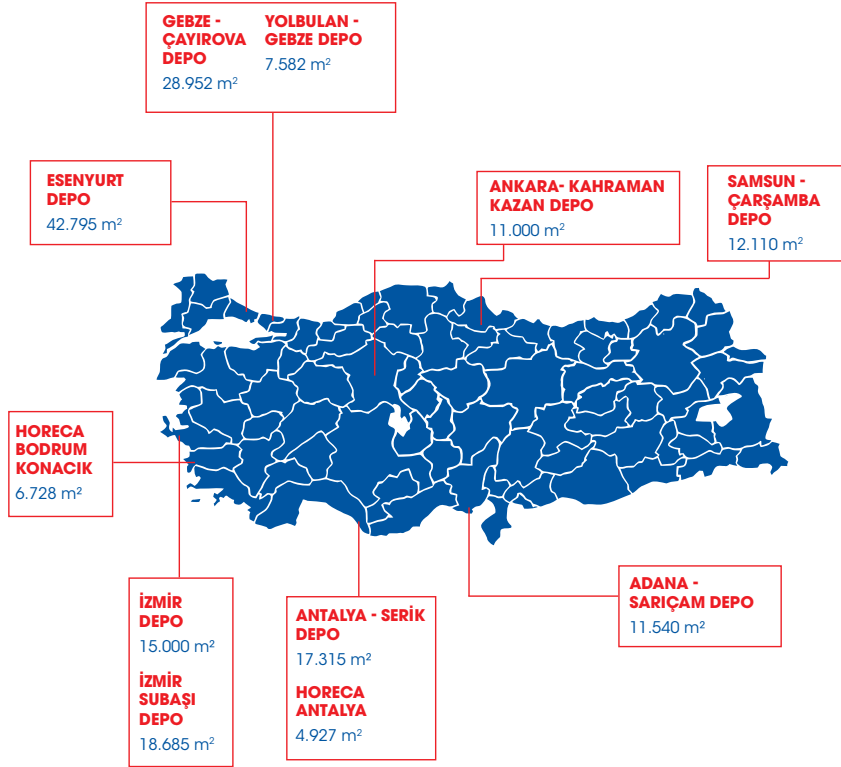 GEBZE -
ÇAYIROVA
DEPO
28.952 m²
YOLBULAN -
GEBZE DEPO
7.582 m²
ESENYURT
DEPO
42.795 m²
ANKARA- KAHRAMAN
KAZAN DEPO
11.000 m²
SAMSUN -
ÇARŞAMBA
DEPO
12.110 m²
HORECA
BODRUM
KONACIK
6.728 m²
İZMİR
DEPO
15.000 m²
İZMİR
SUBAŞI
DEPO
18.685 m²
ANTALYA - SERİK
DEPO
17.315 m²
HORECA
ANTALYA
4.927 m²
ADANA -
SARIÇAM DEPO
11.540 m²